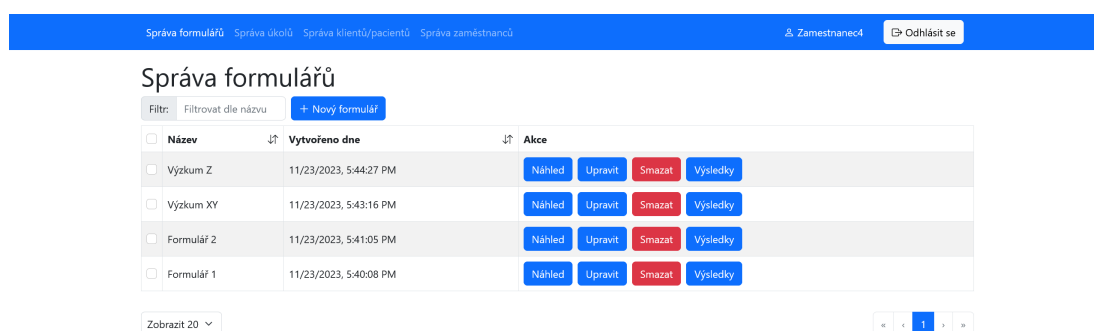 Správa formulářů Správa úkolů Správa klientů/pacientů Správa zaměstnanců Zamestnanec4 Odhlásit se
Správa formulářů
Filtr: Filtrovat dle názvu + Nový formulář
Název Vytvořeno dne Akce
Výzkum Z 11/23/2023, 5:44:27 PM Náhled Upravit Smazat Výsledky
Výzkum XY 11/23/2023, 5:43:16 PM Náhled Upravit Smazat Výsledky
Formulář 2 11/23/2023, 5:41:05 PM Náhled Upravit Smazat Výsledky
Formulář 1 11/23/2023, 5:40:08 PM Náhled Upravit Smazat Výsledky
Zobrazit 20 « ‹ 1 › »